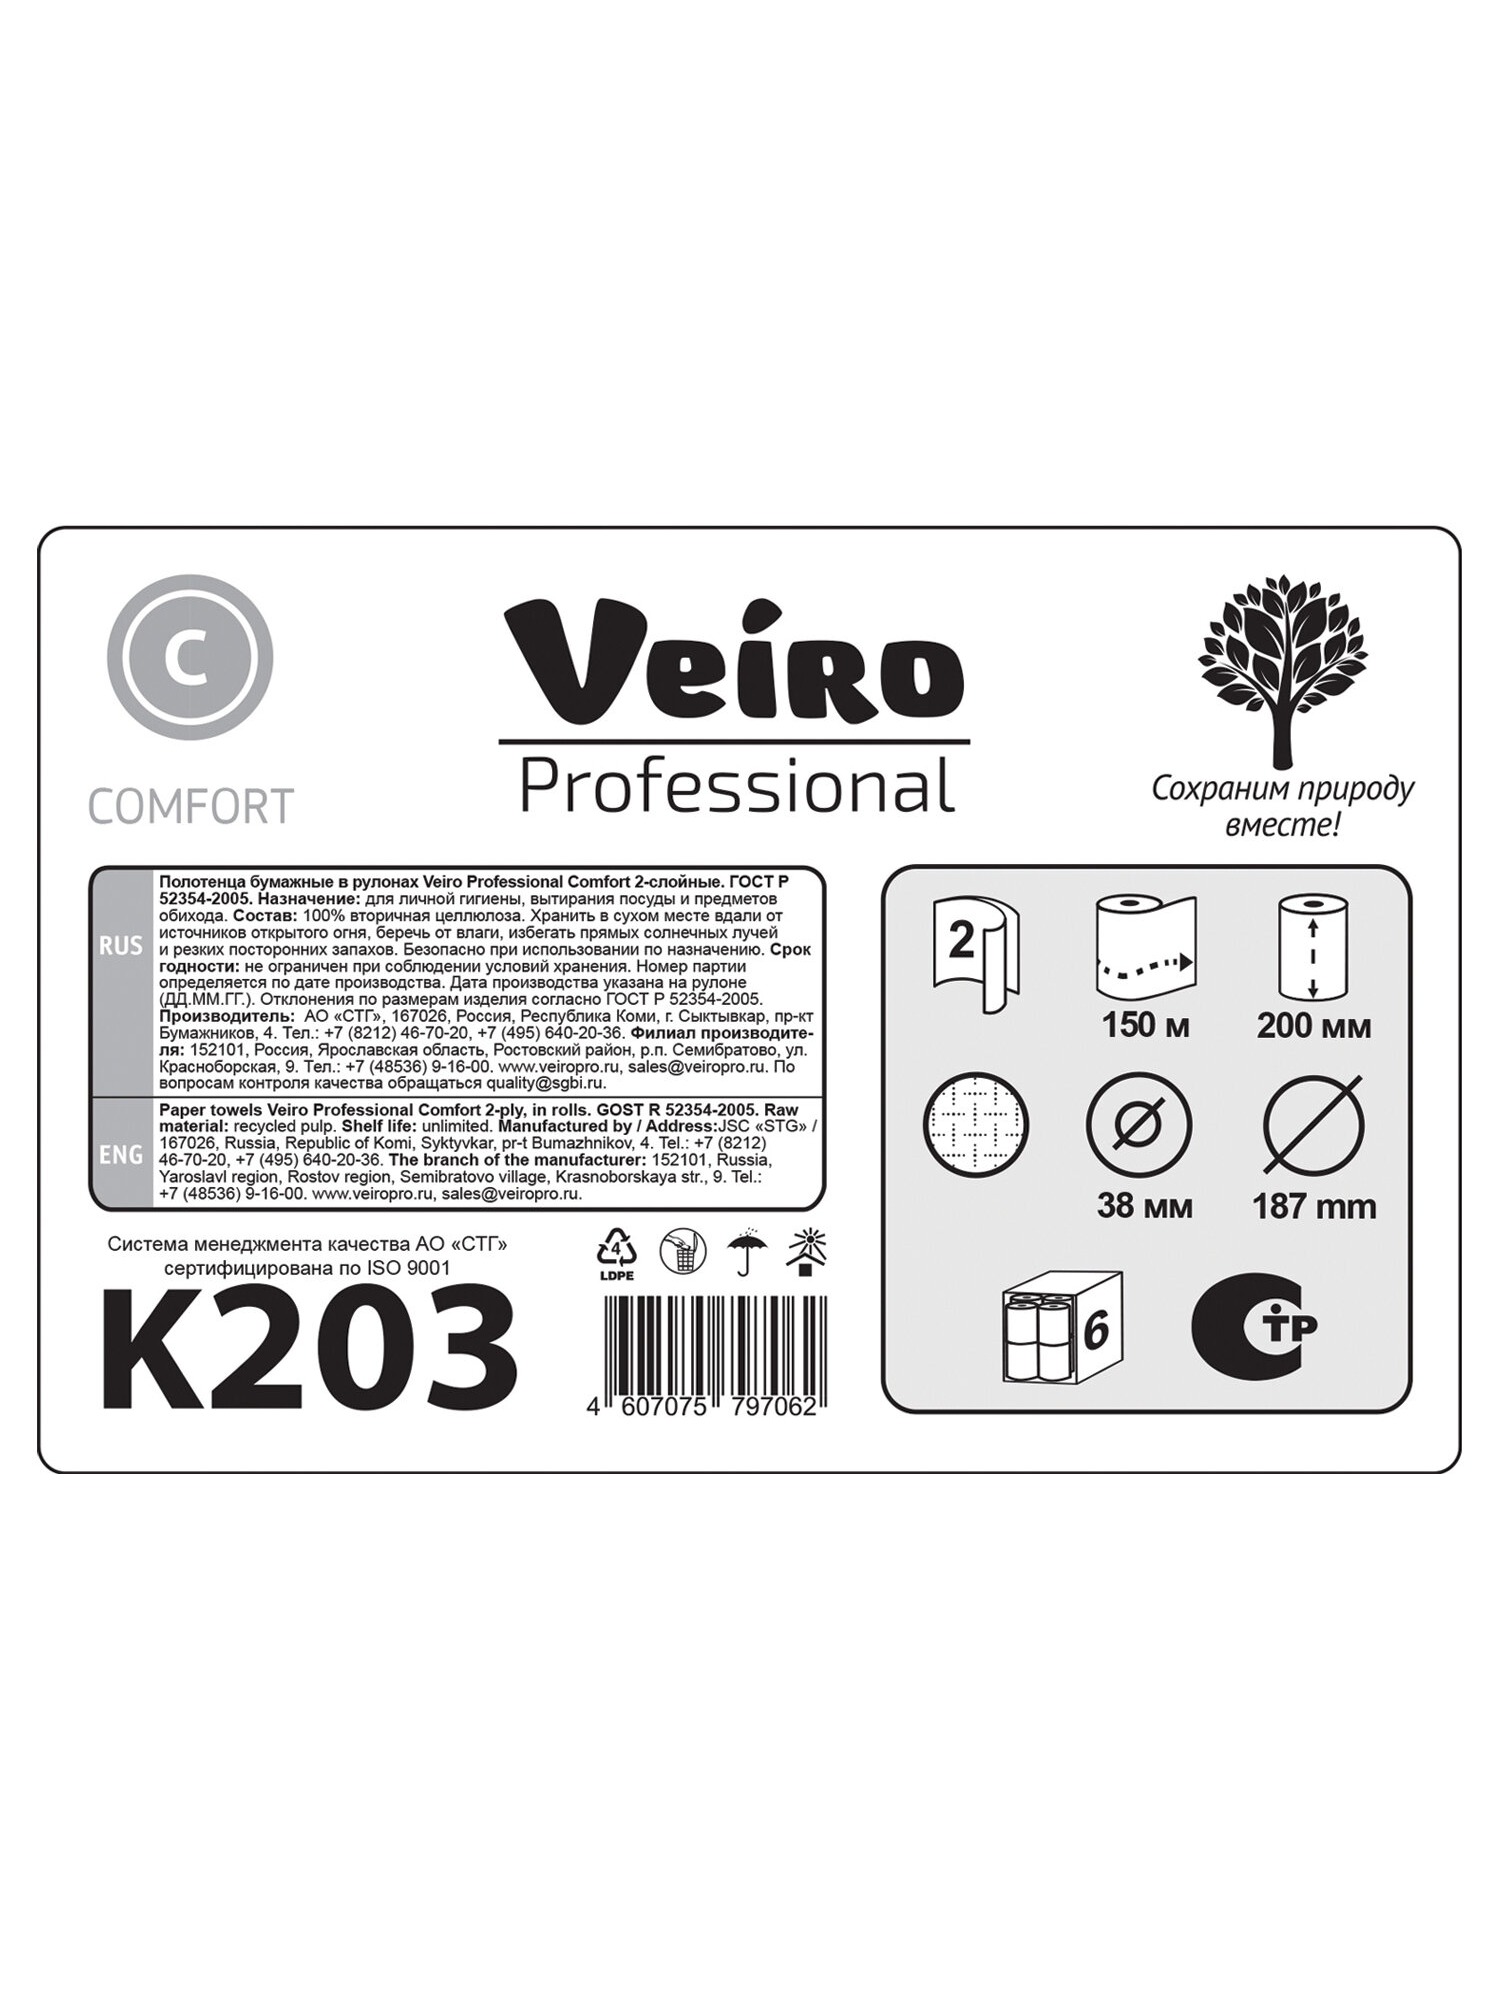 C
COMFORT
Veiro
Professional
Сохраним природу
вместе!
RUS
Полотенца бумажные в рулонах Veiro Professional Comfort 2-слойные. ГОСТ Р
52354-2005. Назначение: для личной гигиены, вытирания посуды и предметов
обихода. Состав: 100% вторичная целлюлоза. Хранить в сухом месте вдали от
источников открытого огня, беречь от влаги, избегать прямых солнечных лучей
и резких посторонних запахов. Безопасно при использовании по назначению. Срок
годности: не ограничен при соблюдении условий хранения. Номер партии
определяется по дате производства. Дата производства указана на рулоне
(ДД.ММ.ГГ.). Отклонения по размерам изделия согласно ГОСТ Р 52354-2005.
Производитель: АО «СТГ», 167026, Россия, Республика Коми, г. Сыктывкар, пр-кт
Бумажников, 4. Тел.: +7 (8212) 46-70-20, +7 (495) 640-20-36. Филиал производите-
ля: 152101, Россия, Ярославская область, Ростовский район, р.п. Семибратово, ул.
Красноборская, 9. Тел.: +7 (48536) 9-16-00. www.veiropro.ru, sales@veiropro.ru. По
вопросам контроля качества обращаться quality@sgbi.ru.
ENG
Paper towels Veiro Professional Comfort 2-ply, in rolls. GOST R 52354-2005. Raw
material: recycled pulp. Shelf life: unlimited. Manufactured by / Address:JSC «STG» /
167026, Russia, Republic of Komi, Syktyvkar, pr-t Bumazhnikov, 4. Tel.: +7 (8212)
46-70-20, +7 (495) 640-20-36. The branch of the manufacturer: 152101, Russia,
Yaroslavl region, Rostov region, Semibratovo village, Krasnoborskaya str., 9. Tel.:
+7 (48536) 9-16-00. www.veiropro.ru, sales@veiropro.ru.
Система менеджмента качества АО «СТГ»
сертифицирована по ISO 9001
K203
4
LDPE
4 607075 797062
2
150 м
200 мм
38 мм
187 mm
6
СТР